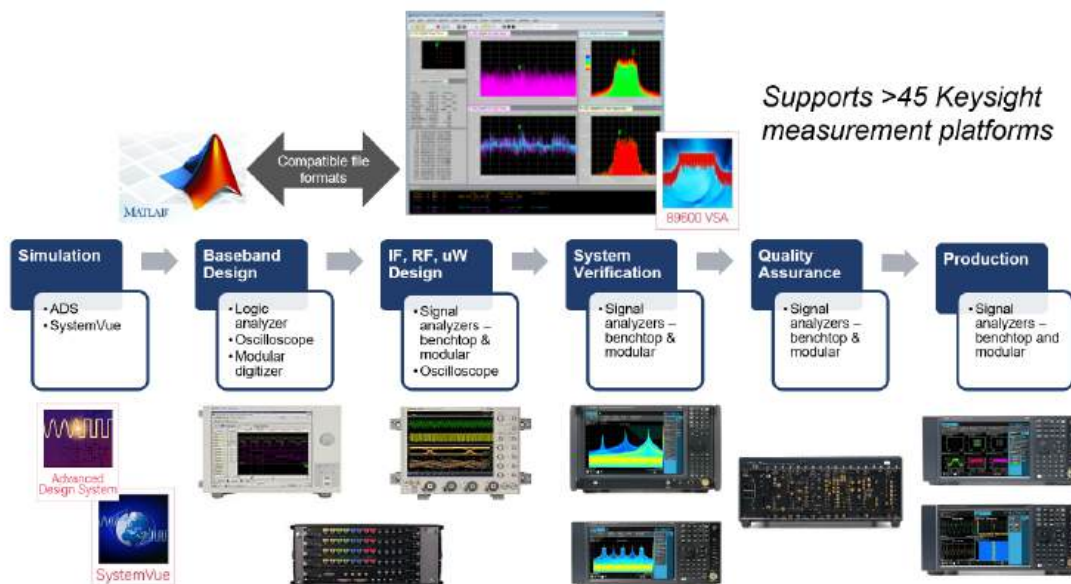 Supports >45 Keysight
measurement platforms
Compatible file
formats
MATLAB
89600 VSA
Simulation
• ADS
• SystemVue
Baseband
Design
• Logic
analyzer
• Oscilloscope
• Modular
digitizer
IF, RF, uW
Design
• Signal
analyzers –
benchtop &
modular
• Oscilloscope
System
Verification
• Signal
analyzers –
benchtop &
modular
Quality
Assurance
• Signal
analyzers –
benchtop &
modular
Production
• Signal
analyzers –
benchtop and
modular
Advanced
Design System
SystemVue